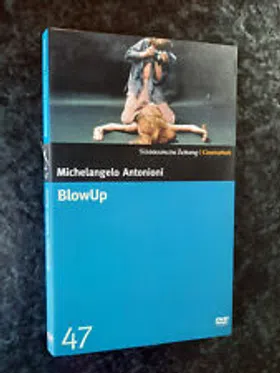 Süddeutsche Zeitung | Cinemathek
Michelangelo Antonioni
BlowUp
47
DVD